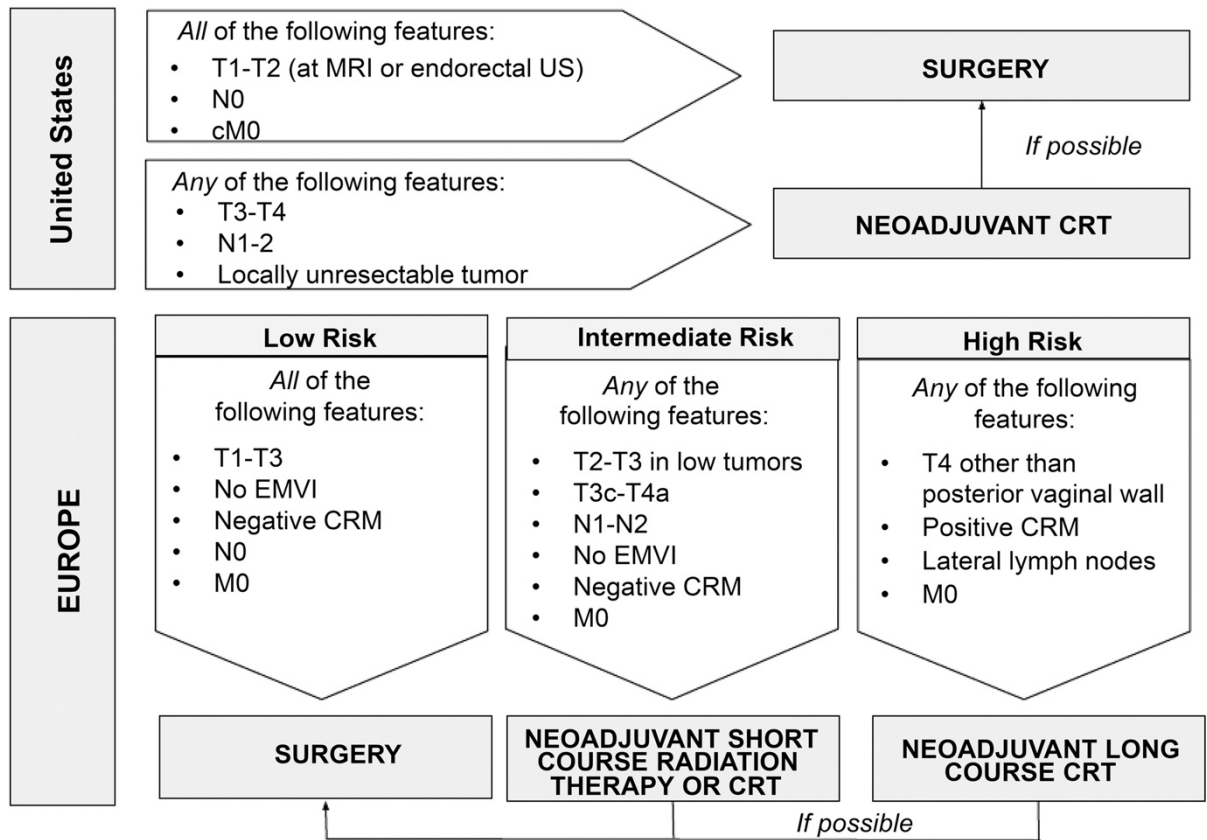 United States
All of the following features:
• T1-T2 (at MRI or endorectal US)
• N0
• cM0
SURGERY
If possible
Any of the following features:
• T3-T4
• N1-2
• Locally unresectable tumor
NEOADJUVANT CRT
EUROPE
Low Risk
All of the
following features:
• T1-T3
• No EMVI
• Negative CRM
• N0
• M0
SURGERY
Intermediate Risk
Any of the
following features:
• T2-T3 in low tumors
• T3c-T4a
• N1-N2
• No EMVI
• Negative CRM
• M0
NEOADJUVANT SHORT
COURSE RADIATION
THERAPY OR CRT
High Risk
Any of the following
features:
• T4 other than
posterior vaginal wall
• Positive CRM
• Lateral lymph nodes
• M0
NEOADJUVANT LONG
COURSE CRT
If possible